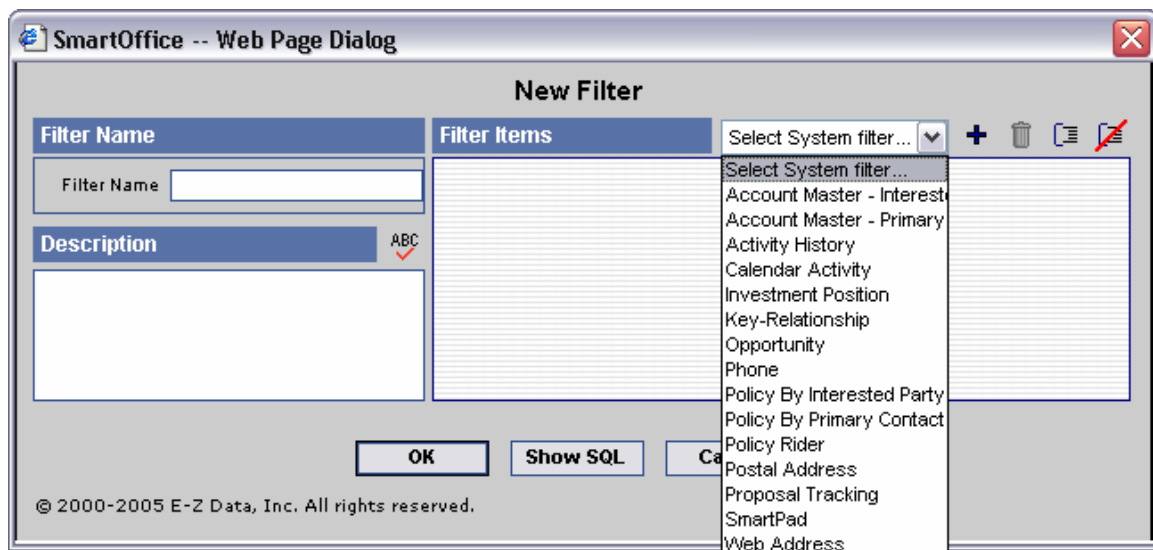 SmartOffice -- Web Page Dialog
New Filter
Filter Name
Filter Items
Select System filter...
Filter Name
Description
ABC
Select System filter...
Account Master - Interest
Account Master - Primary
Activity History
Calendar Activity
Investment Position
Key-Relationship
Opportunity
Phone
Policy By Interested Party
Policy By Primary Contact
Policy Rider
Postal Address
Proposal Tracking
SmartPad
Web Address
OK
Show SQL
Ca
© 2000-2005 E-Z Data, Inc. All rights reserved.